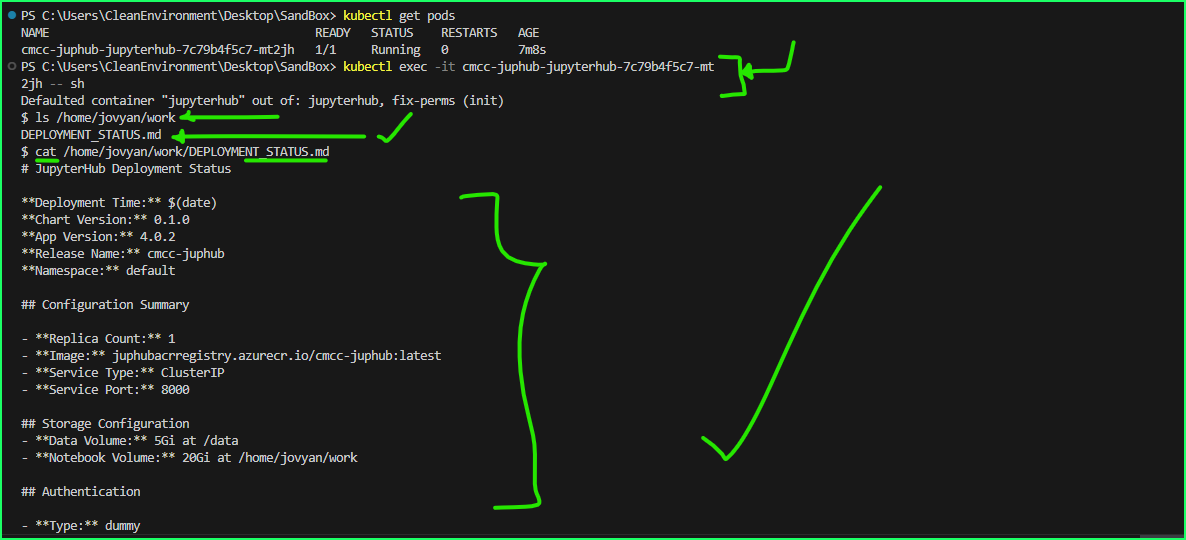 PS C:\Users\CleanEnvironment\Desktop\SandBox> kubectl get pods
NAME READY STATUS RESTARTS AGE
cmcc-juphub-jupyterhub-7c79b4f5c7-mt2jh 1/1 Running 0 7m8s
PS C:\Users\CleanEnvironment\Desktop\SandBox> kubectl exec -it cmcc-juphub-jupyterhub-7c79b4f5c7-mt
2jh -- sh
Defaulted container "jupyterhub" out of: jupyterhub, fix-perms (init)
$ ls /home/jovyan/work
DEPLOYMENT_STATUS.md
$ cat /home/jovyan/work/DEPLOYMENT_STATUS.md
# JupyterHub Deployment Status
**Deployment Time:** $(date)
**Chart Version:** 0.1.0
**App Version:** 4.0.2
**Release Name:** cmcc-juphub
**Namespace:** default
## Configuration Summary
- **Replica Count:** 1
- **Image:** juphubacrregistry.azurecr.io/cmcc-juphub:latest
- **Service Type:** ClusterIP
- **Service Port:** 8000
## Storage Configuration
- **Data Volume:** 5Gi at /data
- **Notebook Volume:** 20Gi at /home/jovyan/work
## Authentication
- **Type:** dummy